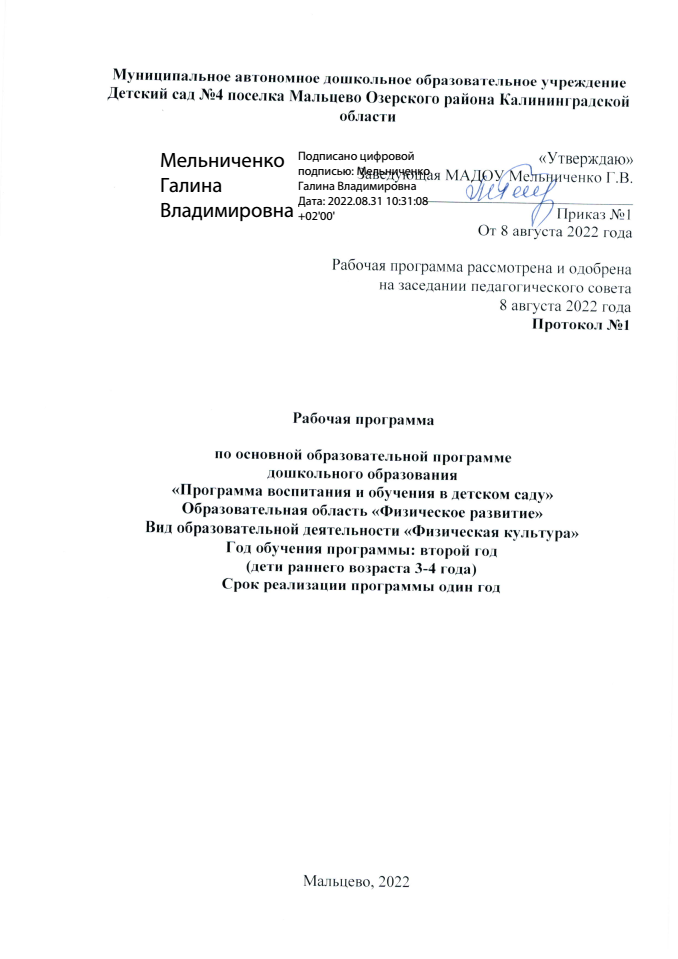 Муниципальное автономное дошкольное образовательное учреждение
Детский сад №4 поселка Мальцево Озерского района Калининградской
области
Мельниченко
Галина
Владимировна
Подписано цифровой
подписью: Мельниченко
Галина Владимировна
Дата: 2022.08.31 10:31:08
+02'00'
«Утверждаю»
Заведующая МАДОУ Мельниченко Г.В.
Приказ №1
От 8 августа 2022 года
Рабочая программа рассмотрена и одобрена
на заседании педагогического совета
8 августа 2022 года
Протокол №1
Рабочая программа
по основной образовательной программе
дошкольного образования
«Программа воспитания и обучения в детском саду»
Образовательная область «Физическое развитие»
Вид образовательной деятельности «Физическая культура»
Год обучения программы: второй год
(дети раннего возраста 3-4 года)
Срок реализации программы один год
Мальцево, 2022